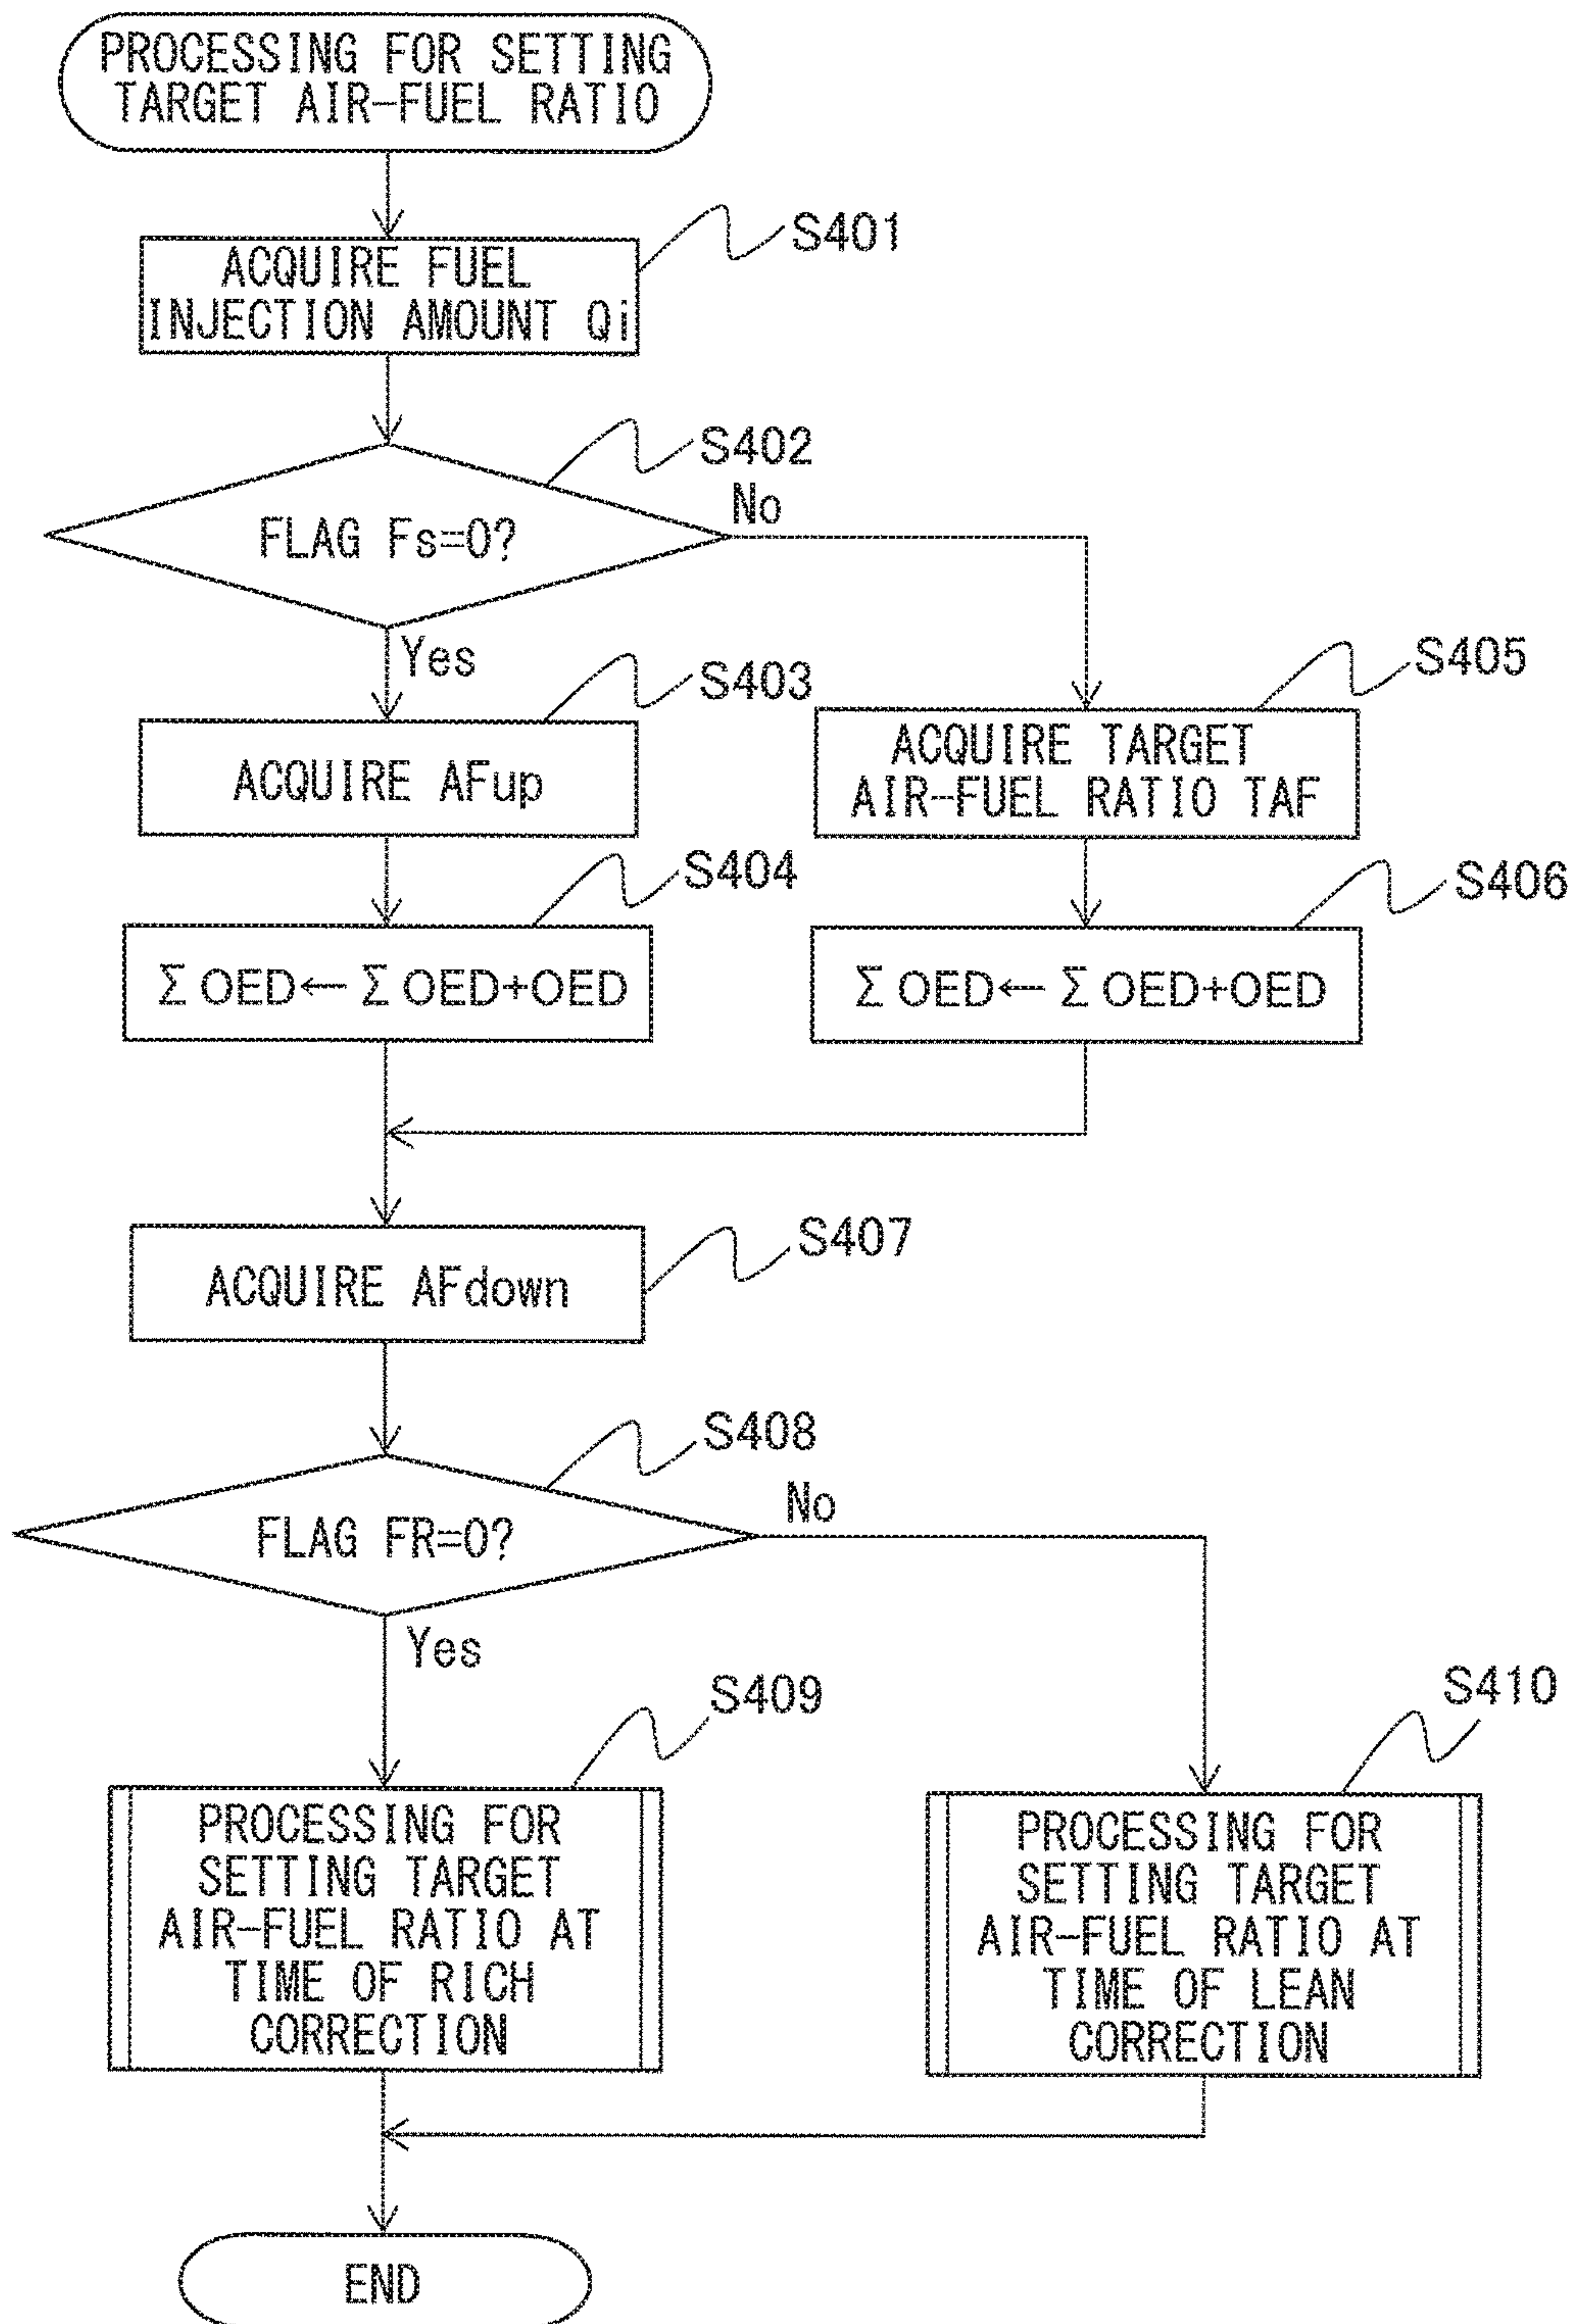 PROCESSING FOR SETTING
TARGET AIR-FUEL RATIO
S401
ACQUIRE FUEL
INJECTION AMOUNT Qi
S402
FLAG Fs=0?
No
Yes
S403
ACQUIRE AFup
S405
ACQUIRE TARGET
AIR-FUEL RATIO TAF
S404
Σ OED← Σ OED+OED
S406
Σ OED← Σ OED+OED
S407
ACQUIRE AFdown
S408
FLAG FR=0?
No
Yes
S409
PROCESSING FOR
SETTING TARGET
AIR-FUEL RATIO AT
TIME OF RICH
CORRECTION
S410
PROCESSING FOR
SETTING TARGET
AIR-FUEL RATIO AT
TIME OF LEAN
CORRECTION
END